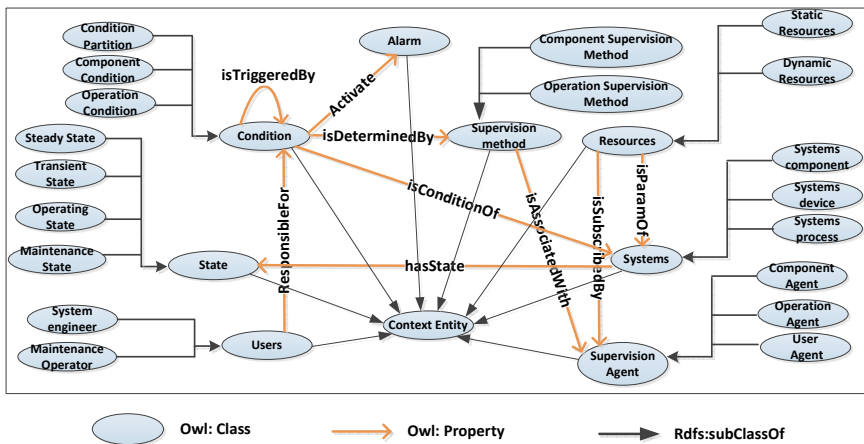 Condition
Partition
Component
Condition
Operation
Condition
Steady State
Transient
State
Operating
State
Maintenance
State
System
engineer
Maintenance
Operator
isTriggeredBy
Condition
Activate
Alarm
isDeterminedBy
Component Supervision
Method
Operation Supervision
Method
Supervision
method
Static
Resources
Dynamic
Resources
Resources
isConditionOf
isAssociatedWith
isSubscribedBy
isParamOf
ResponsibleFor
State
hasState
Systems
Systems
component
Systems
device
Systems
process
Users
Context Entity
Supervision
Agent
Component
Agent
Operation
Agent
User
Agent
Owl: Class
Owl: Property
Rdfs:subClassOf